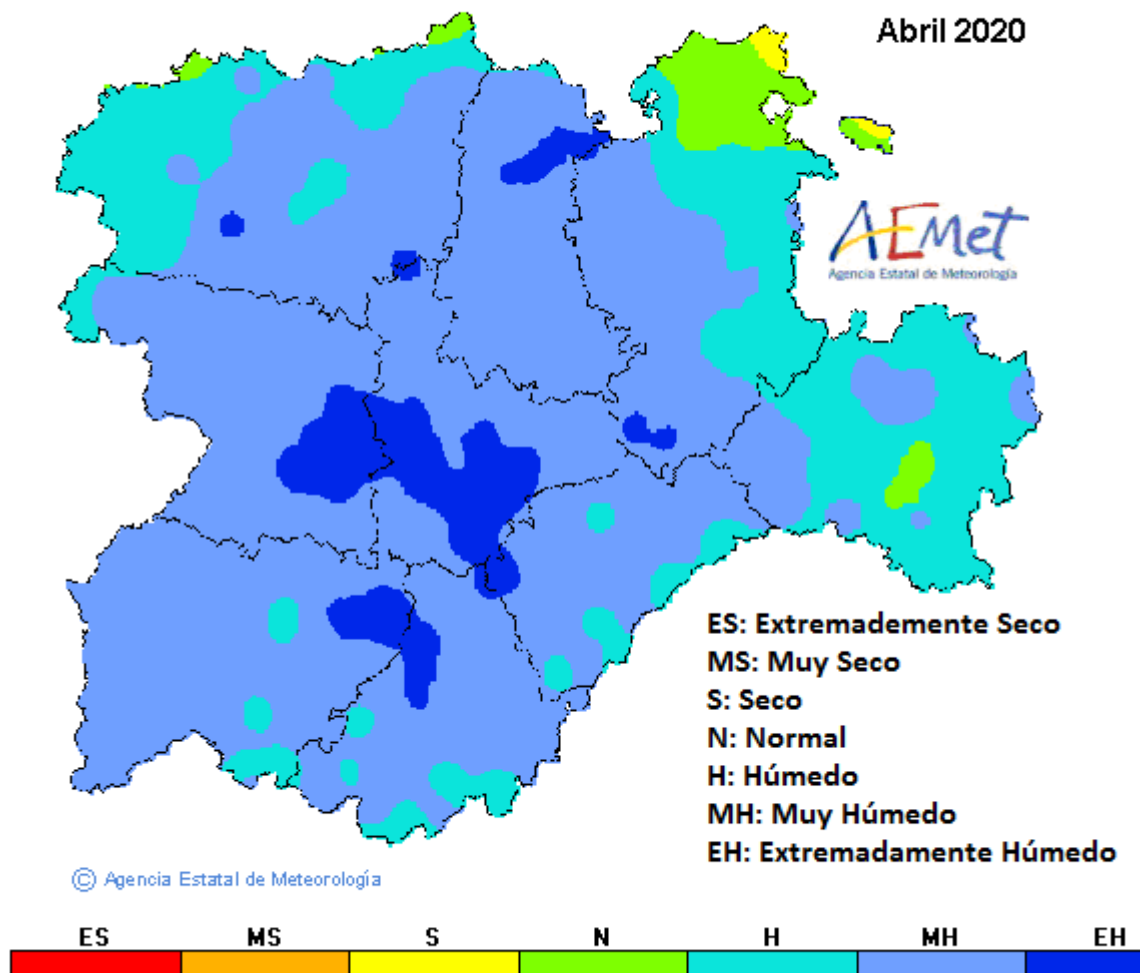 Abril 2020
AEMet
Agencia Estatal de Meteorología
ES: Extremademente Seco
MS: Muy Seco
S: Seco
N: Normal
H: Húmedo
MH: Muy Húmedo
EH: Extremadamente Húmedo
© Agencia Estatal de Meteorología
ES MS S N H MH EH